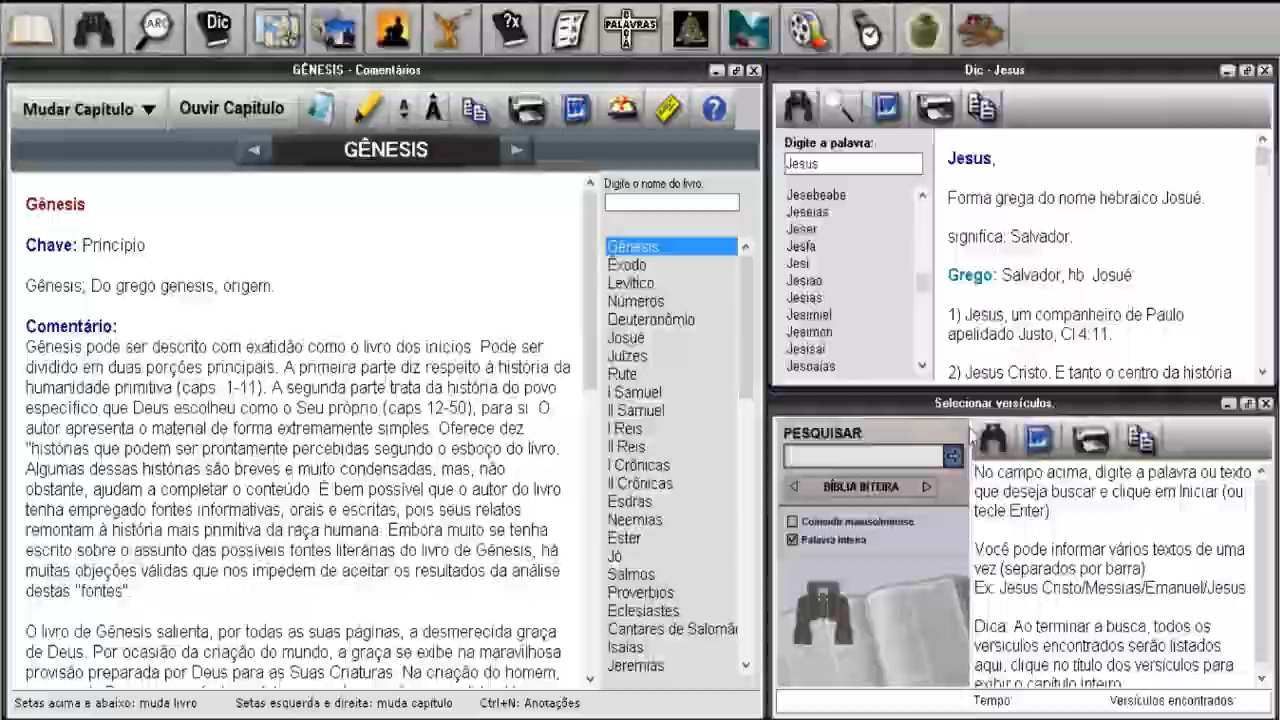 ARC
Dic
?x
PALAVRAS
GÊNESIS - Comentários
Mudar Capítulo ▼
Ouvir Capítulo
A
A
GÊNESIS
Gênesis
Chave: Princípio
Gênesis, Do grego genesis, origem.
Comentário:
Gênesis pode ser descrito com exatidão como o livro dos inícios. Pode ser
dividido em duas porções principais. A primeira parte diz respeito à história da
humanidade primitiva (caps. 1-11). A segunda parte trata da história do povo
específico que Deus escolheu como o Seu próprio (caps 12-50), para si. O
autor apresenta o material de forma extremamente simples. Oferece dez
"histórias que podem ser prontamente percebidas segundo o esboço do livro.
Algumas dessas histórias são breves e muito condensadas, mas, não
obstante, ajudam a completar o conteúdo. É bem possível que o autor do livro
tenha empregado fontes informativas, orais e escritas, pois seus relatos
remontam à história mais primitiva da raça humana. Embora muito se tenha
escrito sobre o assunto das possíveis fontes literárias do livro de Gênesis, há
muitas objeções válidas que nos impedem de aceitar os resultados da análise
destas "fontes".
O livro de Gênesis salienta, por todas as suas páginas, a desmerecida graça
de Deus. Por ocasião da criação do mundo, a graça se exibe na maravilhosa
provisão preparada por Deus para as Suas Criaturas. Na criação do homem,
Digite o nome do livro.
Gênesis
Êxodo
Levítico
Números
Deuteronômio
Josué
Juízes
Rute
I Samuel
II Samuel
I Reis
II Reis
I Crônicas
II Crônicas
Esdras
Neemias
Ester
Jó
Salmos
Provérbios
Eclesiastes
Cantares de Salomão
Isaías
Jeremias
Setas acima e abaixo: muda livro
Setas esquerda e direita: muda capítulo
Ctrl+N: Anotações
Dic - Jesus
Digite a palavra:
Jesus
Jesebeabe
Jeseias
Jeser
Jesfa
Jesi
Jesiao
Jesias
Jesimiel
Jesimon
Jesisai
Jesoaias
Jesus,
Forma grega do nome hebraico Josué.
significa: Salvador.
Grego: Salvador, hb Josué
1) Jesus, um companheiro de Paulo
apelidado Justo, Cl 4:11.
2) Jesus Cristo. E tanto o centro da história
Selecionar versículos.
PESQUISAR
BÍBLIA INTEIRA
Coincidir maiusc/minusc
Palavra inteira
No campo acima, digite a palavra ou texto
que deseja buscar e clique em Iniciar (ou
tecle Enter)
Você pode informar vários textos de uma
vez (separados por barra)
Ex: Jesus Cristo/Messias/Emanuel/Jesus
Dica: Ao terminar a busca, todos os
versículos encontrados serão listados
aqui, clique no título dos versículos para
exibir o capítulo inteiro
Tempo
Versículos encontrados